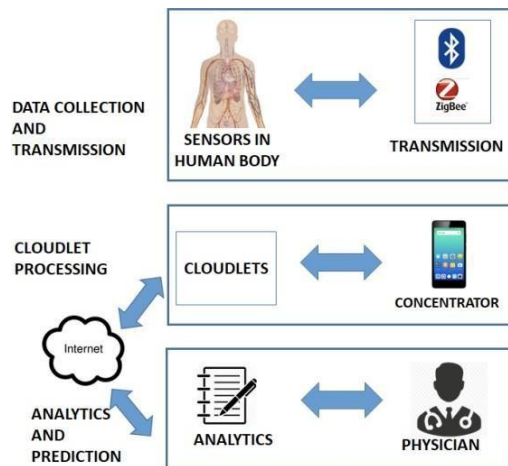 DATA COLLECTION
AND
TRANSMISSION
SENSORS IN
HUMAN BODY
ZigBee
TRANSMISSION
CLOUDLET
PROCESSING
CLOUDLETS
CONCENTRATOR
Internet
ANALYTICS
AND
PREDICTION
ANALYTICS
PHYSICIAN